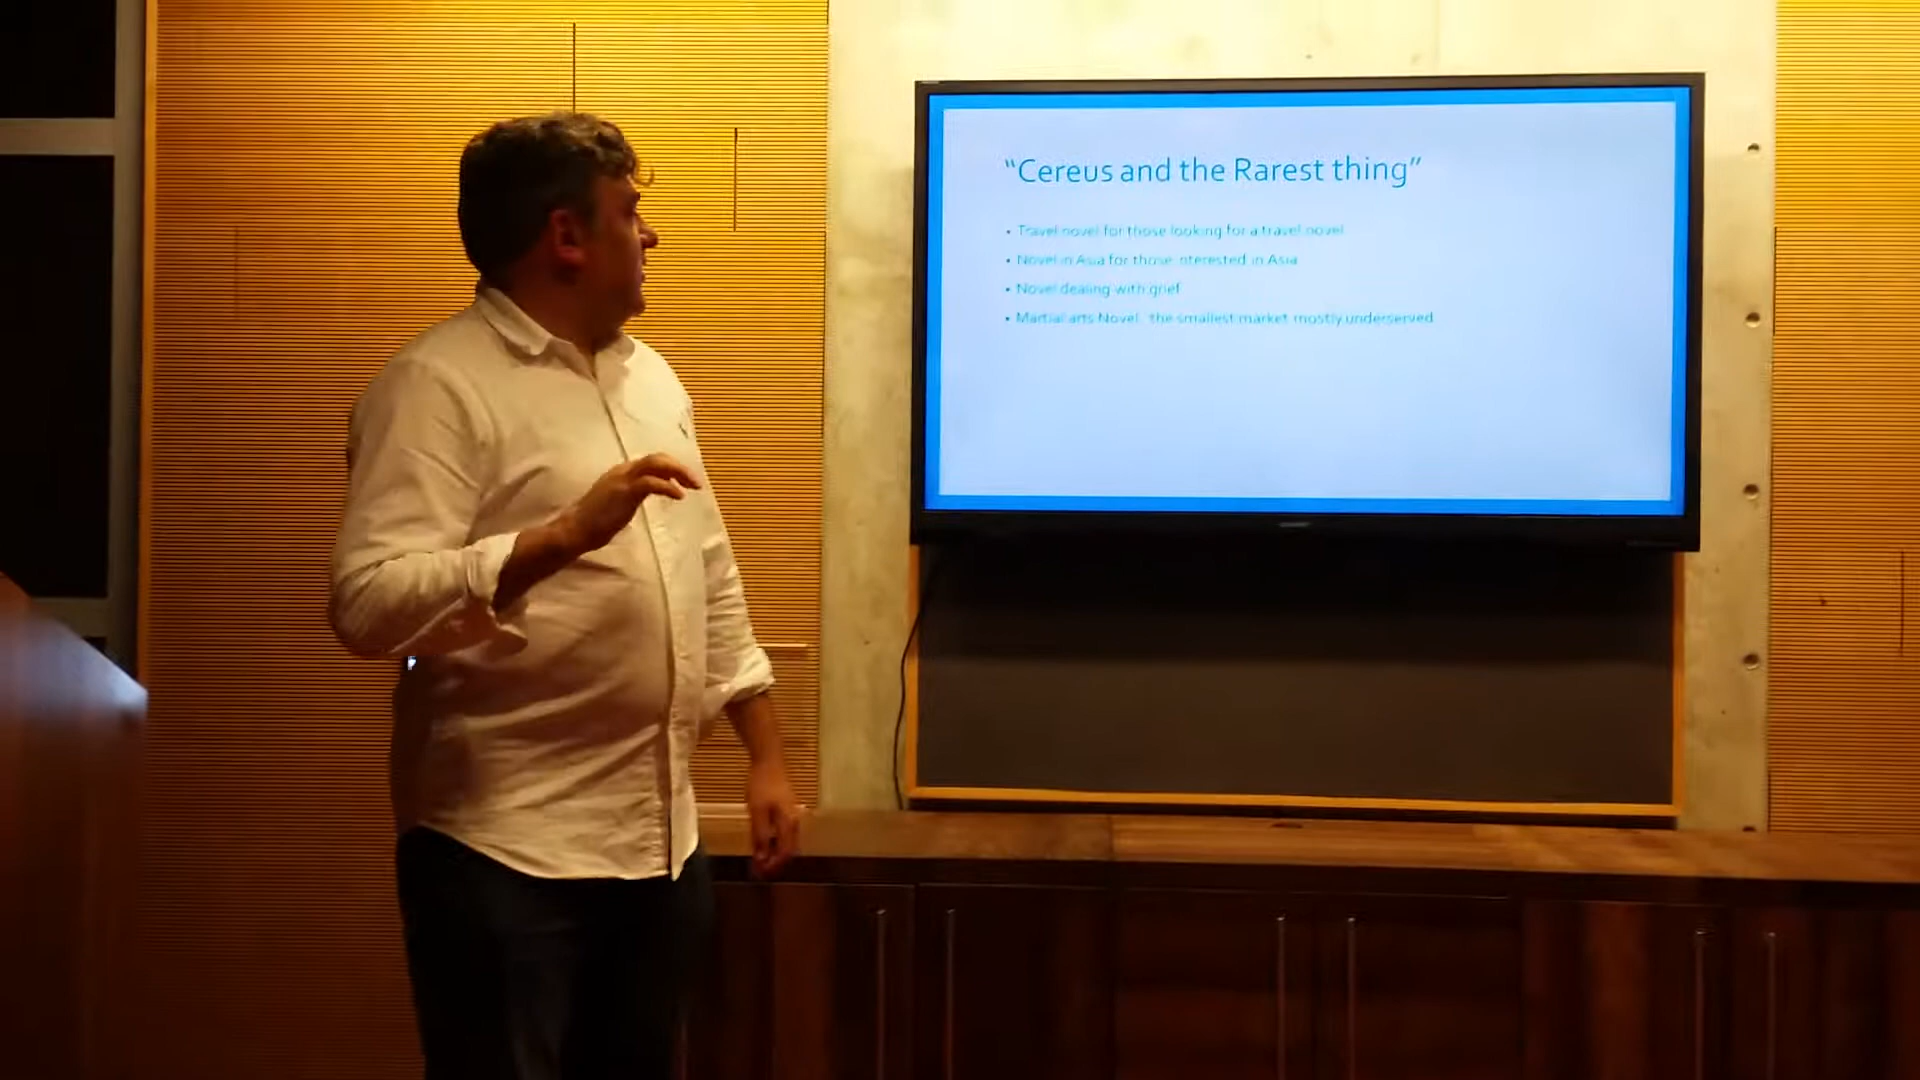 “Cereus and the Rarest thing”
• Travel novel for those looking for a travel novel
• Novel in Asia for those interested in Asia
• Novel dealing with grief
• Martial arts Novel the smallest market mostly underserved